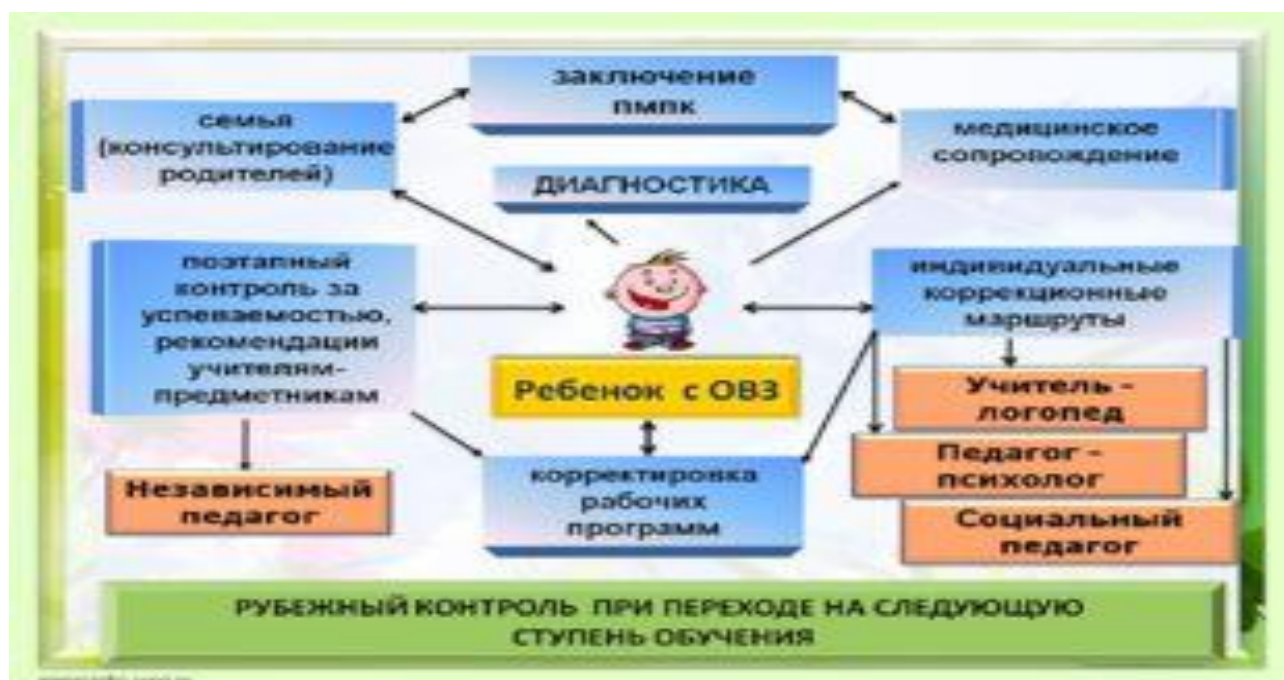 заключение
пмпк
семья
(консультирование
родителей)
медицинское
сопровождение
ДИАГНОСТИКА
поэтапный
контроль за
успеваемостью,
рекомендации
учителям-
предметникам
индивидуальные
коррекционные
маршруты
Ребенок с ОВЗ
Учитель -
логопед
Педагог -
психолог
Социальный
педагог
Независимый
педагог
корректировка
рабочих
программ
РУБЕЖНЫЙ КОНТРОЛЬ ПРИ ПЕРЕХОДЕ НА СЛЕДУЮЩУЮ
СТУПЕНЬ ОБУЧЕНИЯ